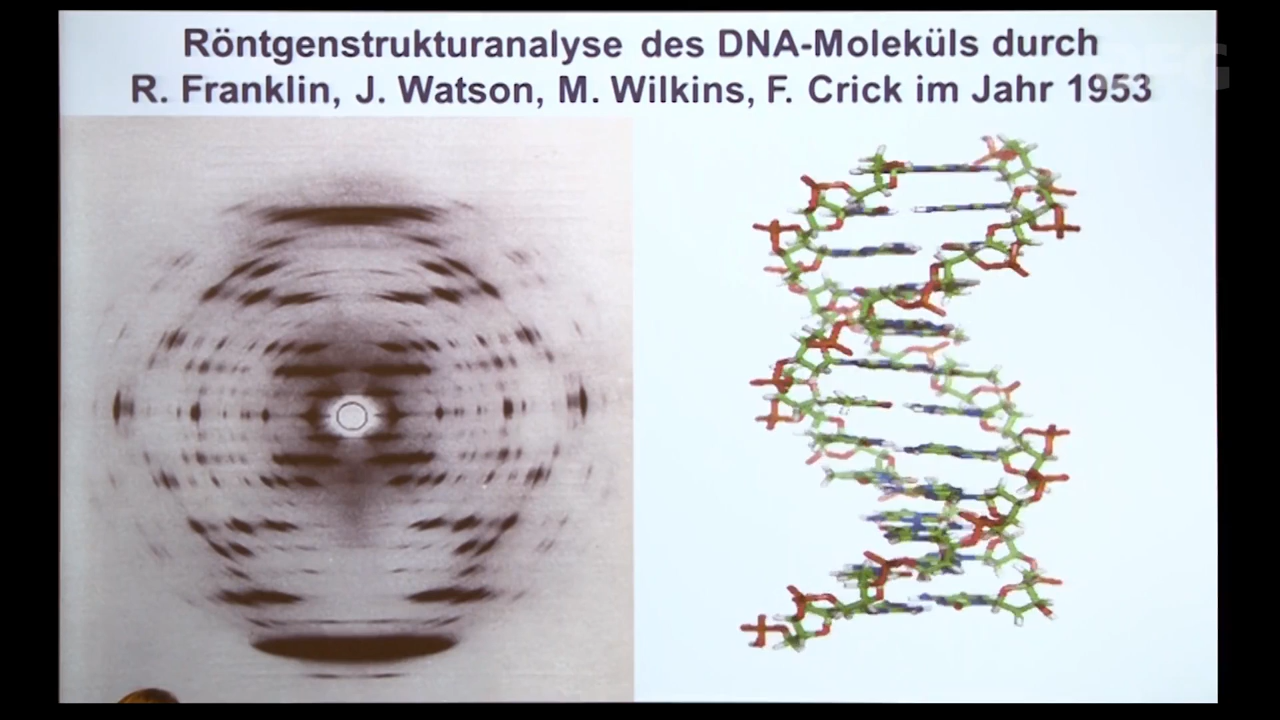 Röntgenstrukturanalyse des DNA-Moleküls durch
R. Franklin, J. Watson, M. Wilkins, F. Crick im Jahr 1953